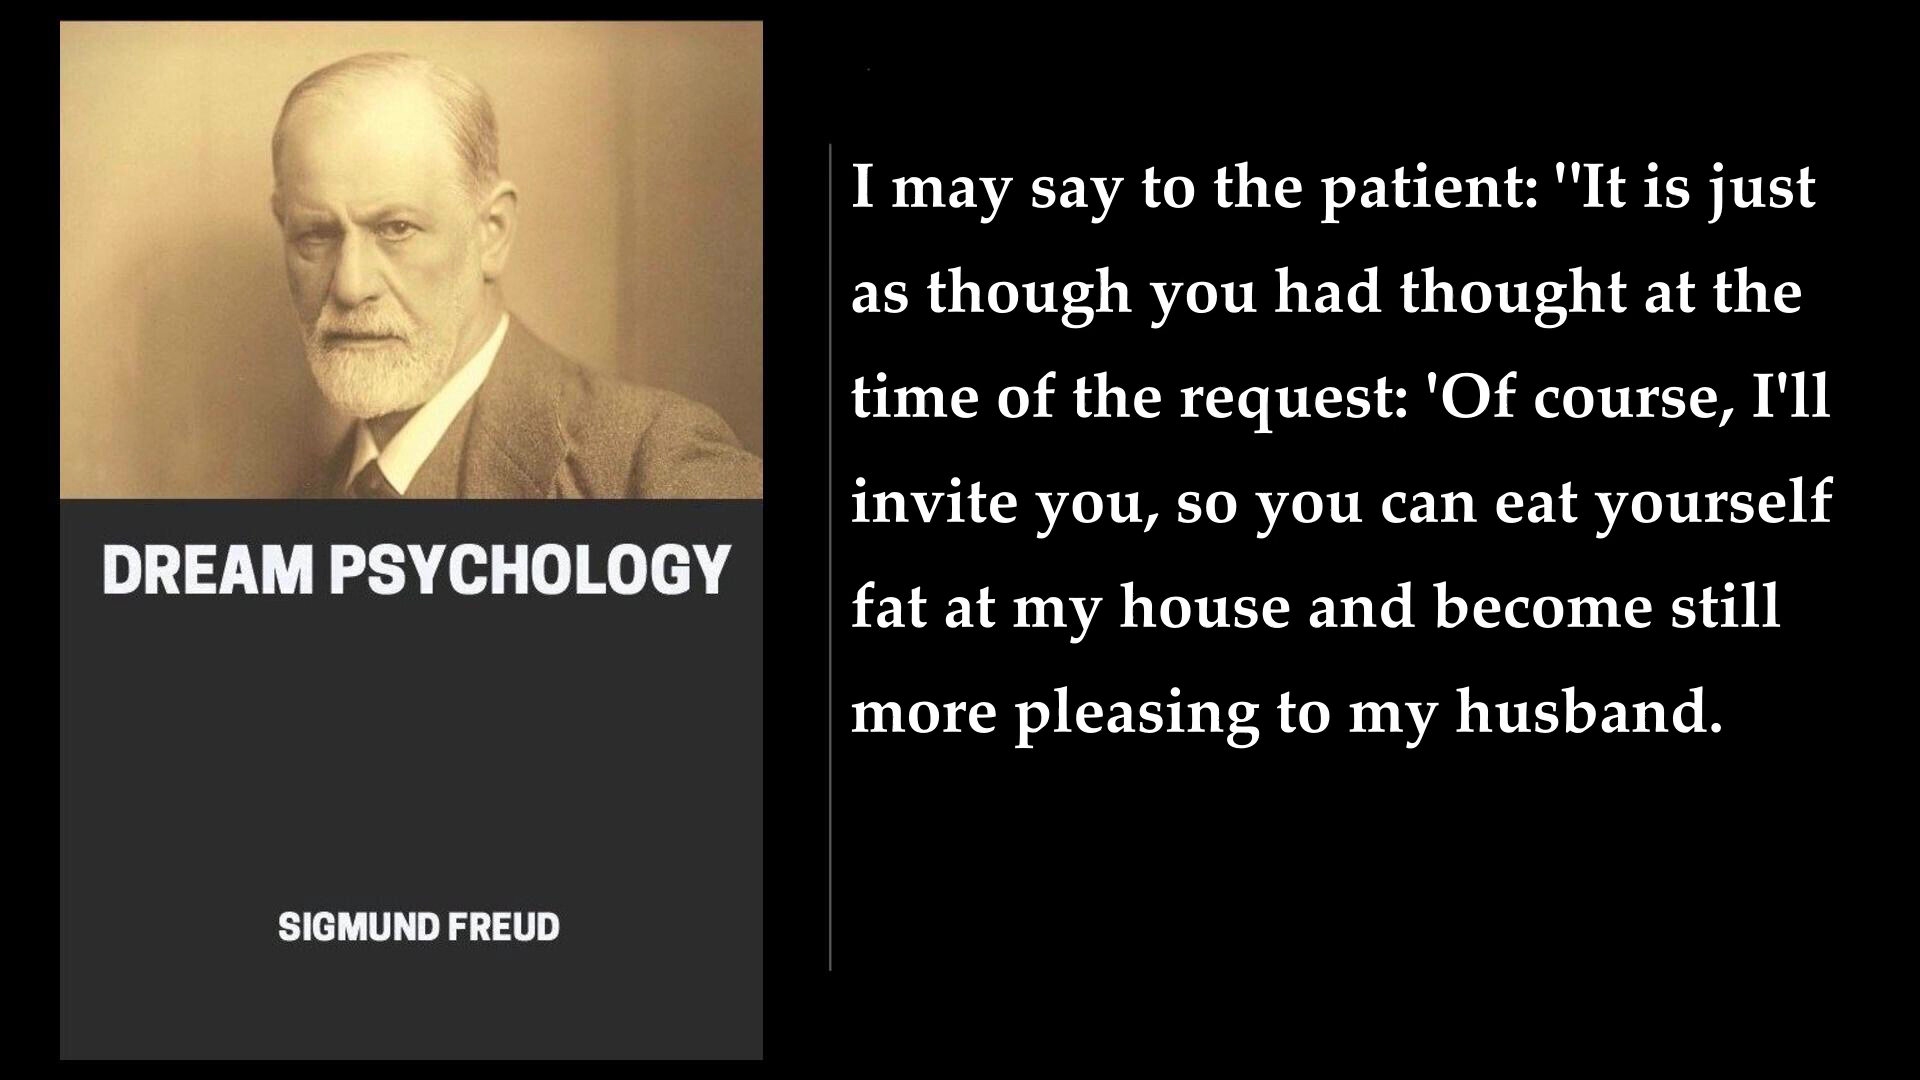 DREAM PSYCHOLOGY
SIGMUND FREUD
I may say to the patient: "It is just
as though you had thought at the
time of the request: 'Of course, I'll
invite you, so you can eat yourself
fat at my house and become still
more pleasing to my husband.